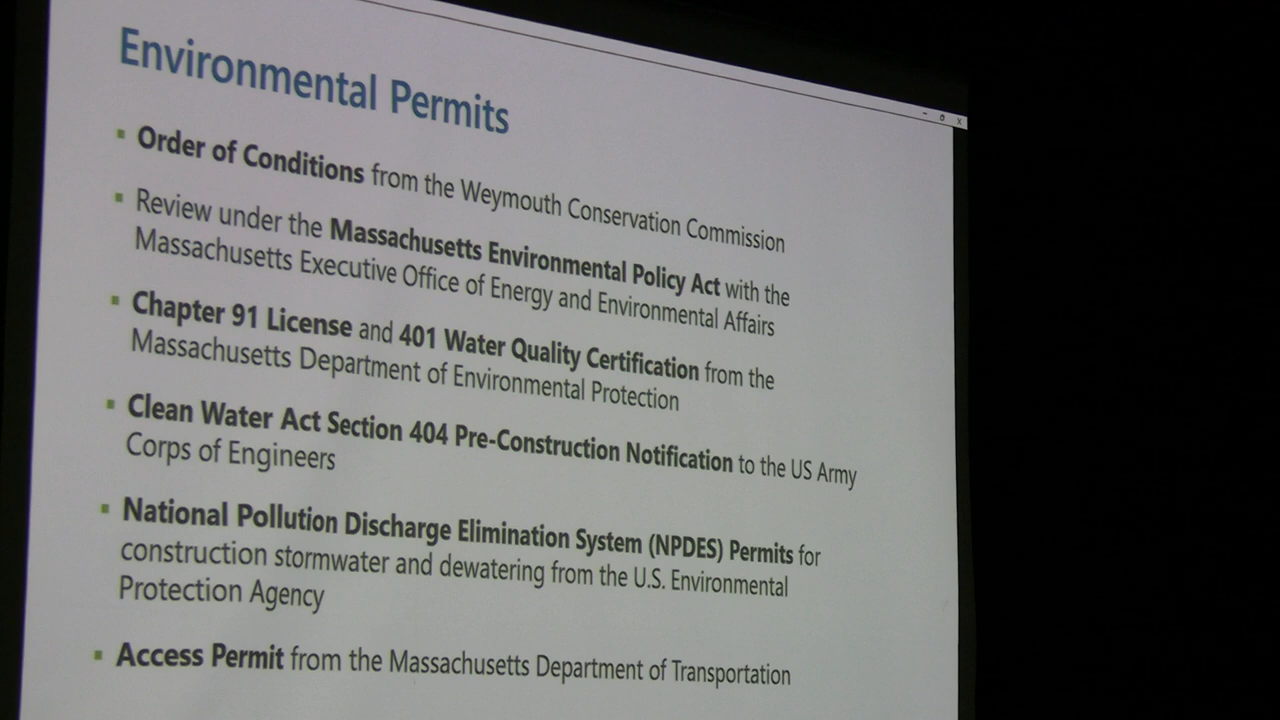 Environmental Permits
▪ Order of Conditions from the Weymouth Conservation Commission
▪ Review under the Massachusetts Environmental Policy Act with the
Massachusetts Executive Office of Energy and Environmental Affairs
▪ Chapter 91 License and 401 Water Quality Certification from the
Massachusetts Department of Environmental Protection
▪ Clean Water Act Section 404 Pre-Construction Notification to the US Army
Corps of Engineers
▪ National Pollution Discharge Elimination System (NPDES) Permits for
construction stormwater and dewatering from the U.S. Environmental
Protection Agency
▪ Access Permit from the Massachusetts Department of Transportation